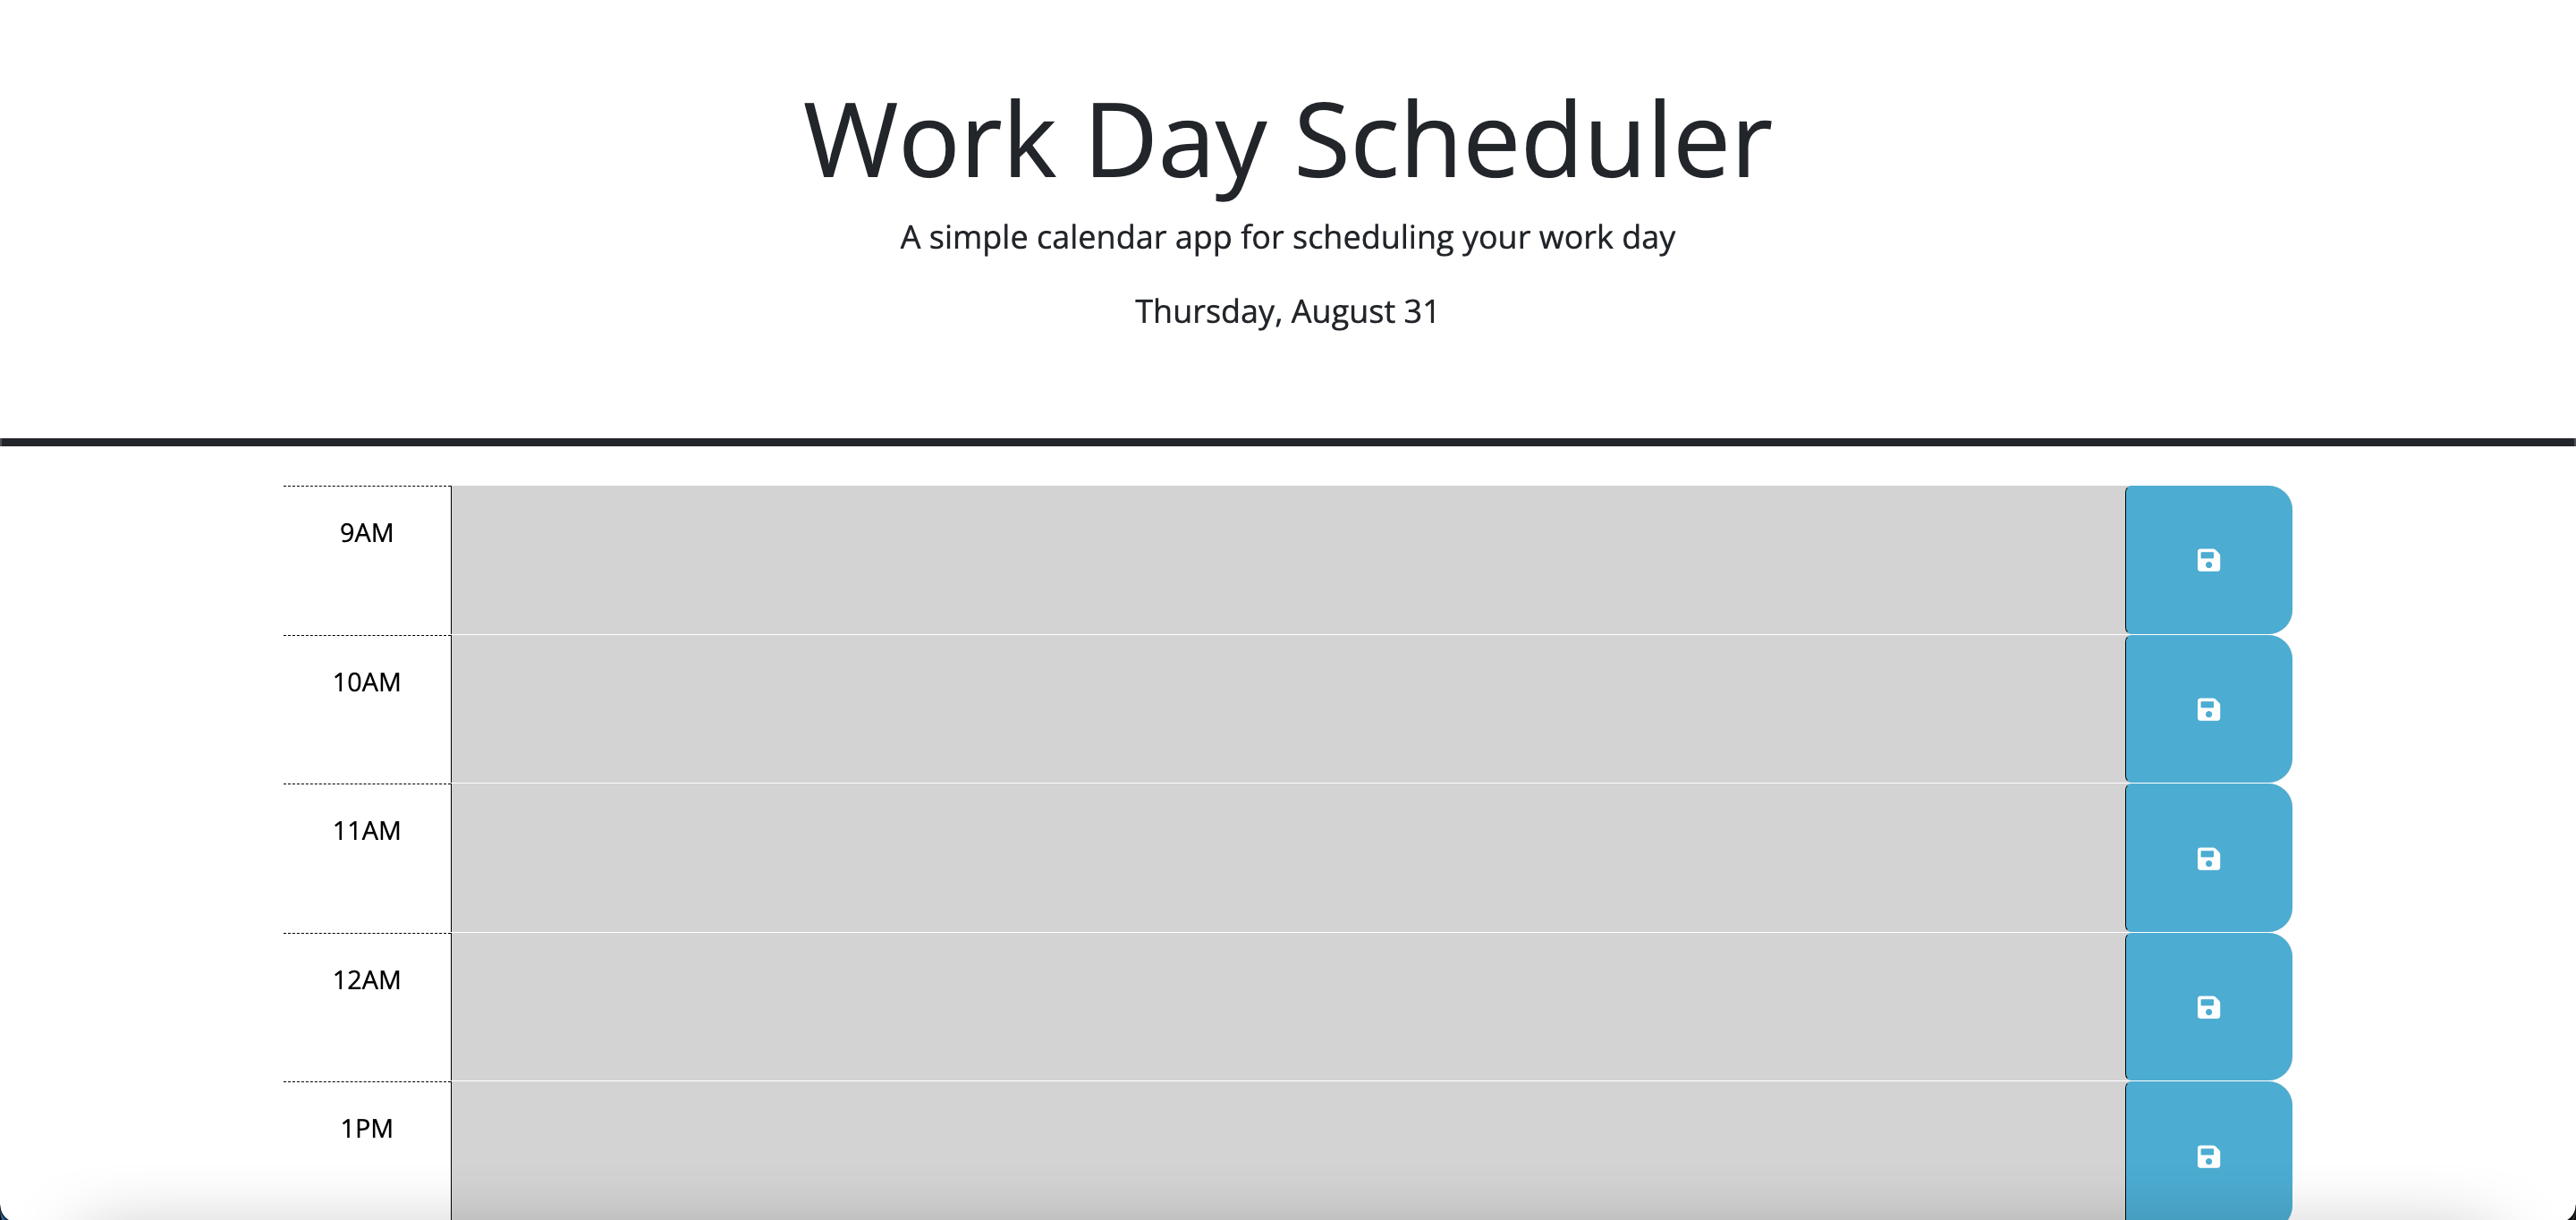 Work Day Scheduler
A simple calendar app for scheduling your work day
Thursday, August 31
9AM
10AM
11AM
12AM
1PM